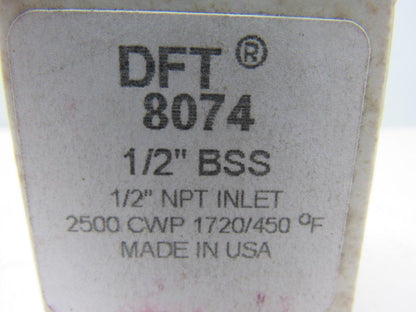 DFT®
8074
1/2" BSS
1/2" NPT INLET
2500 CWP 1720/450 °F
MADE IN USA